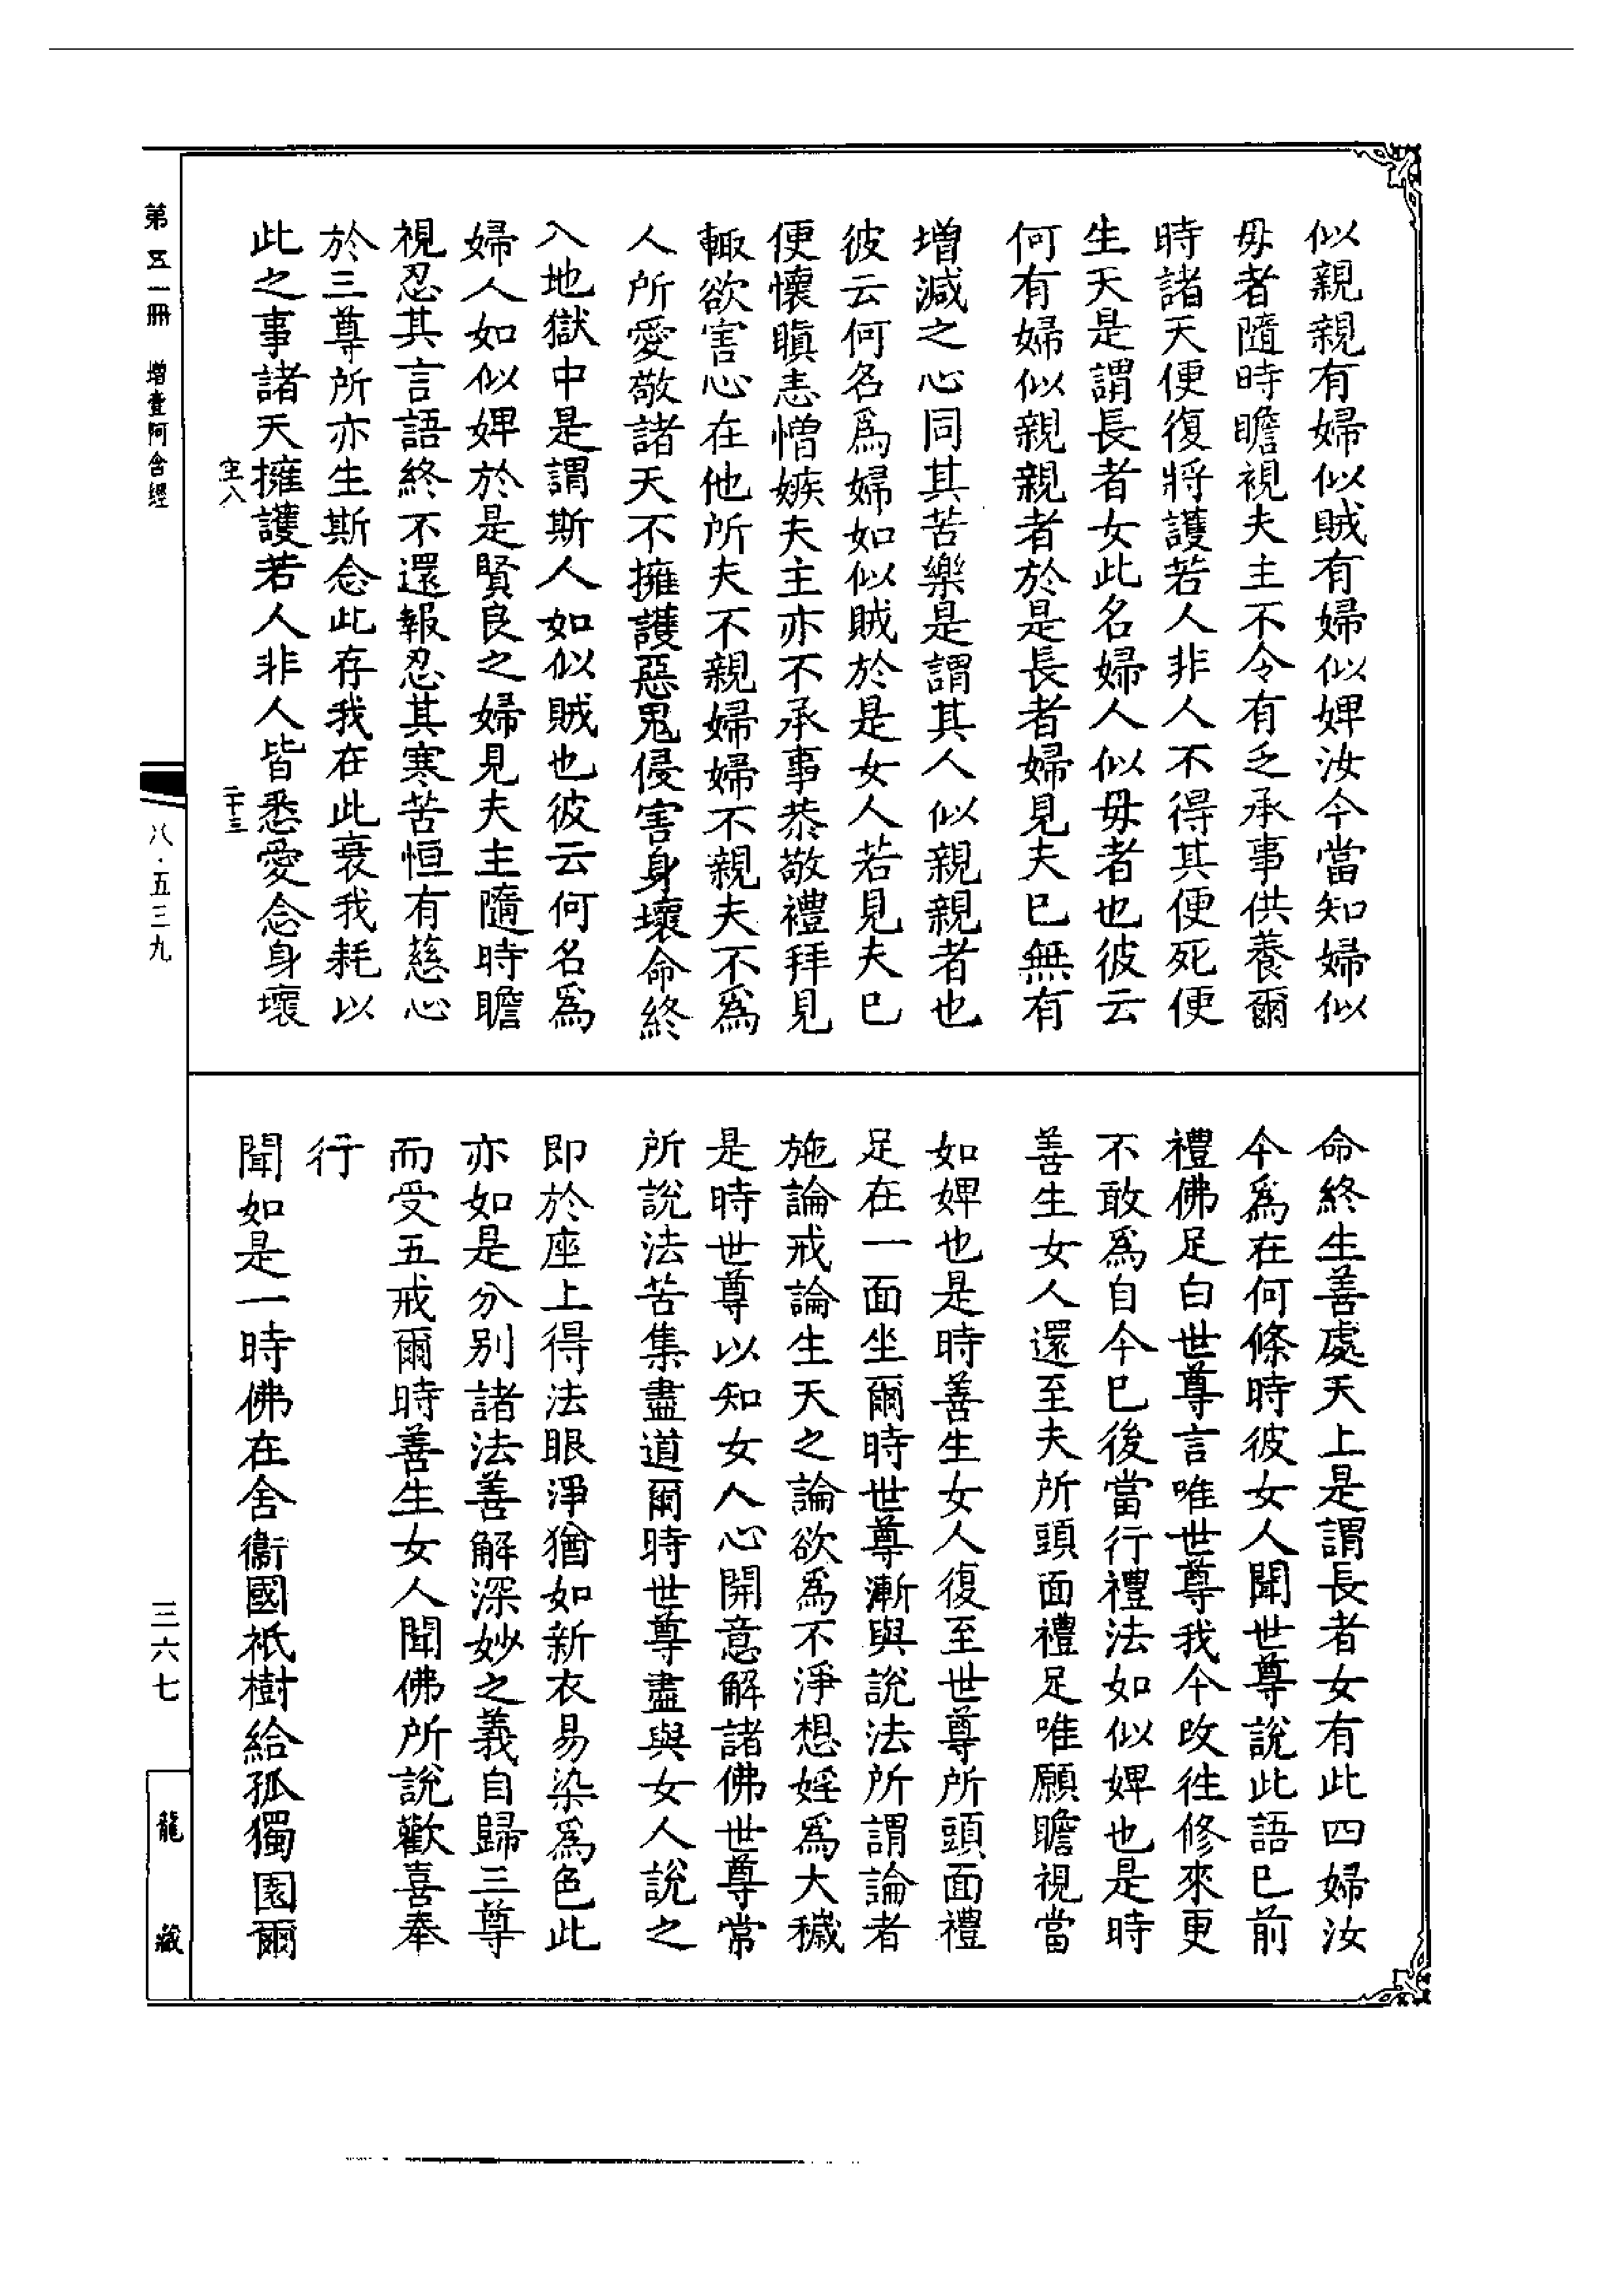 似親親有婦似賊有婦似婢汝今當知婦似
毋者隨時瞻視夫主不令有乏承事供養爾
時諸天便復將護若人非人不得其便死便
生天是謂長者女此名婦人似毋者也彼云
何有婦似親親者於是長者婦見夫已無有
增減之心同其苦樂是謂其人似親親者也
彼云何名爲婦如似賊於是女人若見夫已
便懷瞋恚憎嫉夫主亦不承事恭敬禮拜見
輙欲害心在他所夫不親婦婦不親夫不爲
人所愛敬諸天不擁護惡鬼侵害身壞命終
入地獄中是謂斯人如似賊也彼云何名爲
婦人如似婢於是賢良之婦見夫主隨時瞻
視忍其言語終不還報忍其寒苦恒有慈心
於三尊所亦生斯念此存我在此衰我耗以
此之事諸天擁護若人非人皆悉愛念身壞
命終生善處天上是謂長者女有此四婦汝
今爲在何條時彼女人聞世尊說此語已前
禮佛足白世尊言唯世尊我今改往修來更
不敢爲自今已後當行禮法如似婢也是時
善生女人還至夫所頭面禮足唯願瞻視當
如婢也是時善生女人復至世尊所頭面禮
足在一面坐爾時世尊漸與說法所謂論者
施論戒論生天之論欲爲不淨想婬爲大穢
是時世尊以知女人心開意解諸佛世尊常
所說法苦集盡道爾時世尊盡與女人說之
即於座上得法眼淨猶如新衣易染爲色此
亦如是分別諸法善解深妙之義自歸三尊
而受五戒爾時善生女人聞佛所說歡喜奉
行
聞如是一時佛在舍衞國祇樹給孤獨園爾
第五一冊 增壹阿含經
八·五三九
三六七
龍藏
二十三